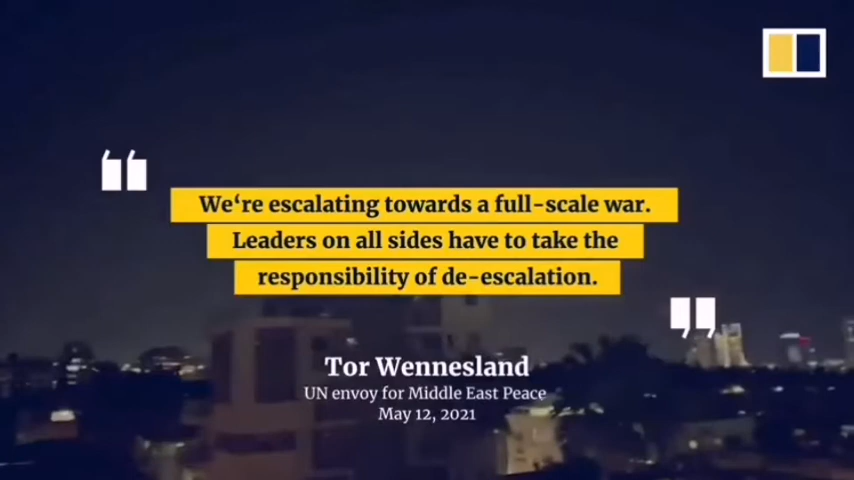 “
We‘re escalating towards a full-scale war.
Leaders on all sides have to take the
responsibility of de-escalation.
”
Tor Wennesland
UN envoy for Middle East Peace
May 12, 2021